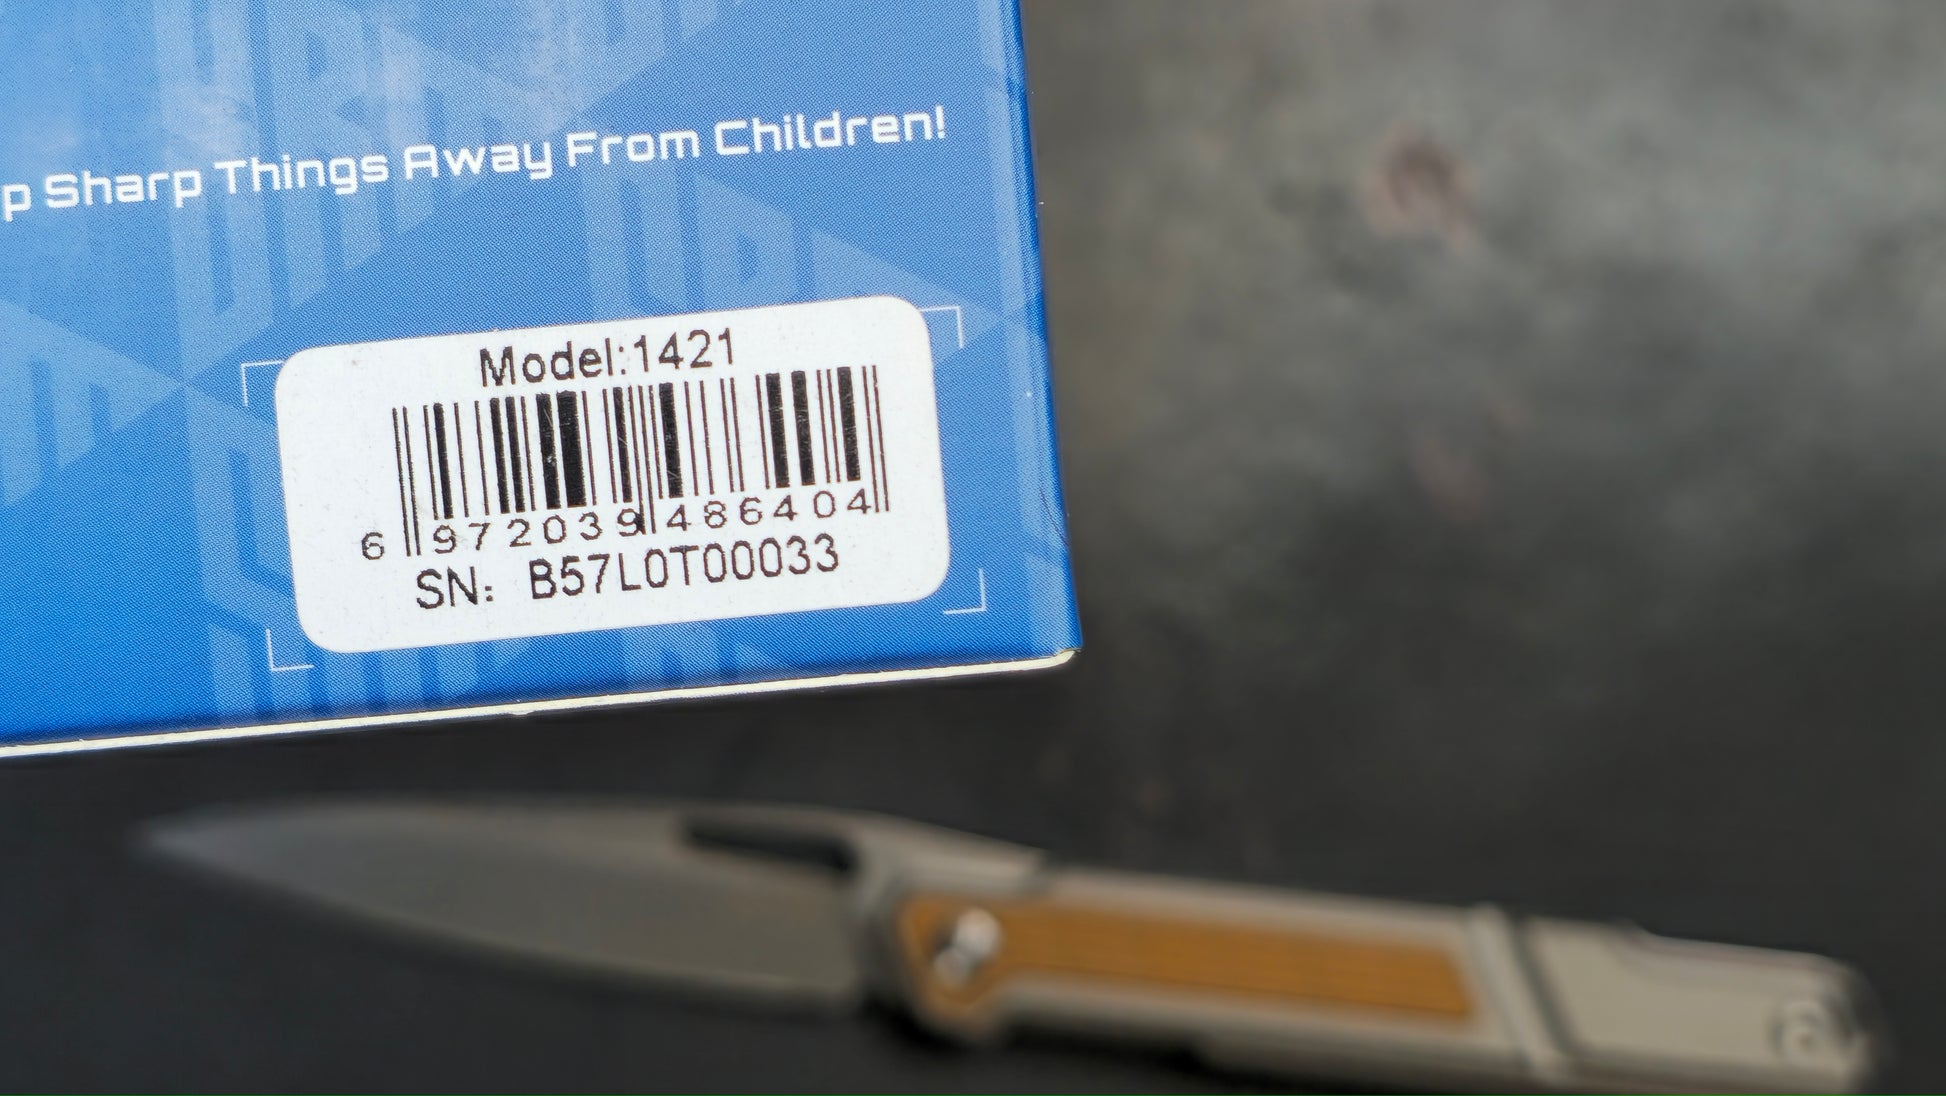 p Sharp Things Away From Children!
Model:1421
6 972039 486404
SN: B57L0T00033